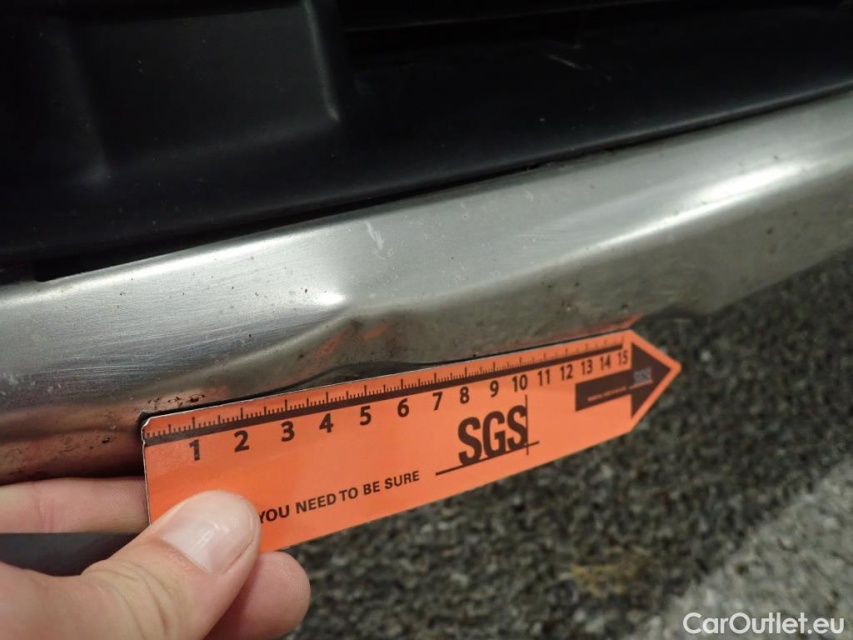 1 2 3 4 5 6 7 8 9 10 11 12 13 14 15
SGS
YOU NEED TO BE SURE
CarOutlet.eu